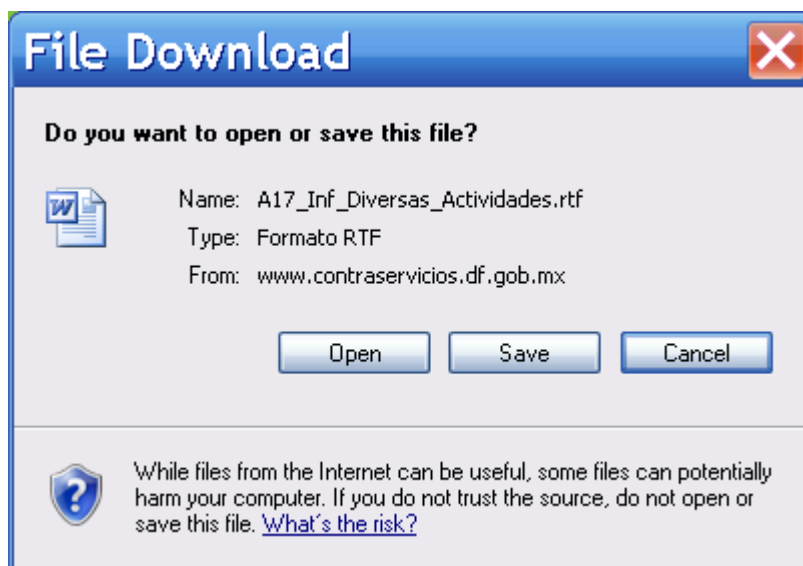 File Download
Do you want to open or save this file?
Name: A17_Inf_Diversas_Actividades.rtf
Type: Formato RTF
From: www.contraservicios.df.gob.mx
Open Save Cancel
While files from the Internet can be useful, some files can potentially
harm your computer. If you do not trust the source, do not open or
save this file. What's the risk?